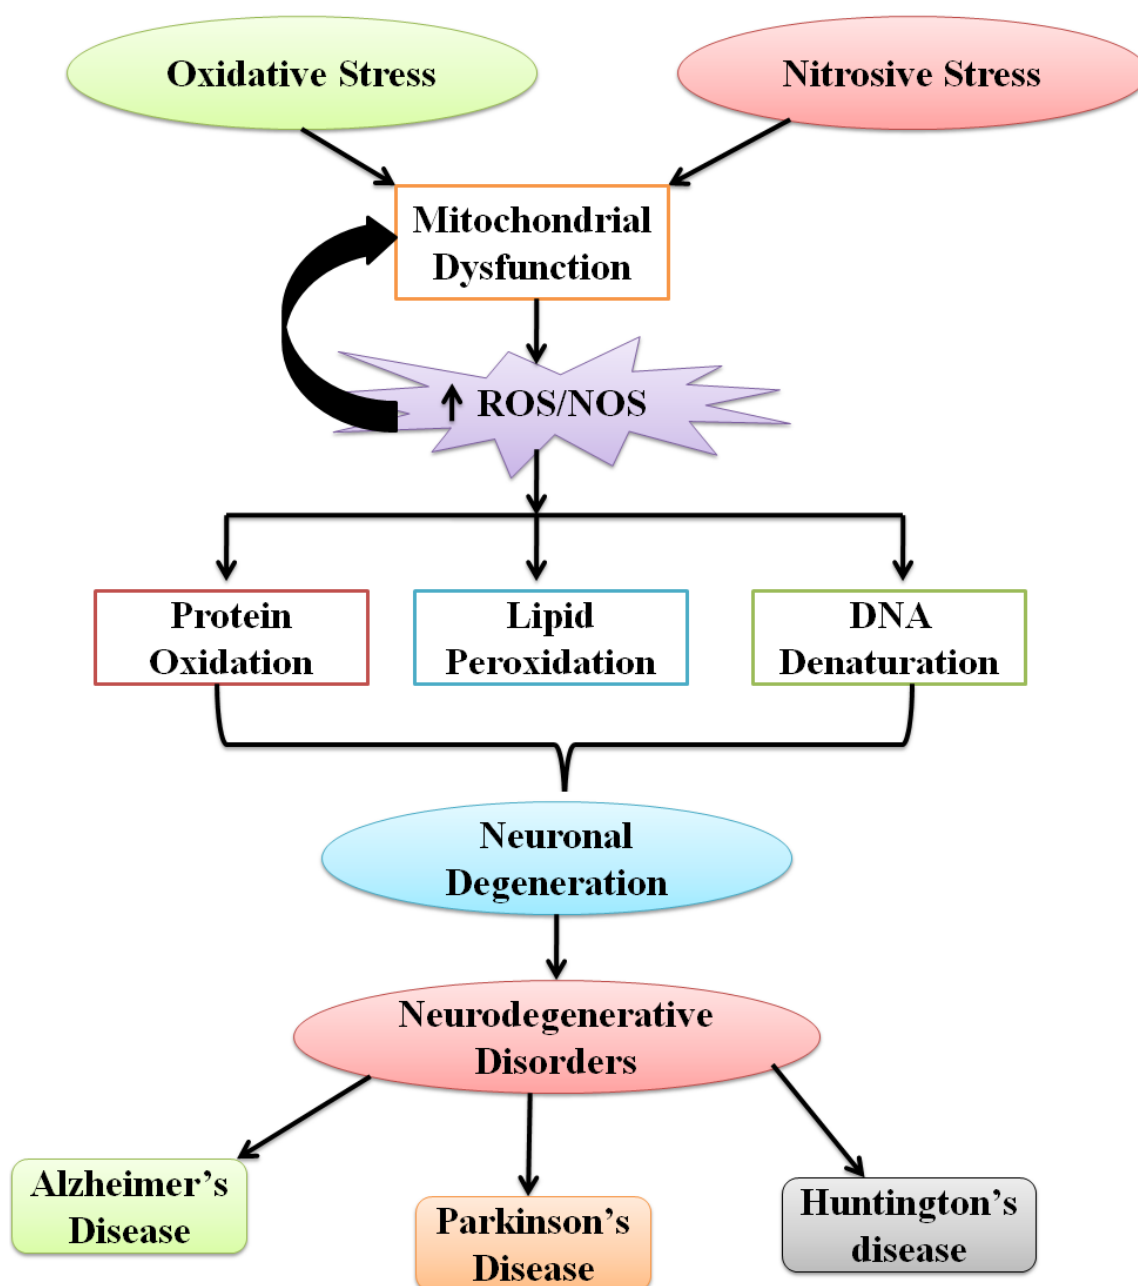 Oxidative Stress
Nitrosive Stress
Mitochondrial
Dysfunction
ROS/NOS
Protein
Oxidation
Lipid
Peroxidation
DNA
Denaturation
Neuronal
Degeneration
Neurodegenerative
Disorders
Alzheimer’s
Disease
Parkinson’s
Disease
Huntington’s
disease